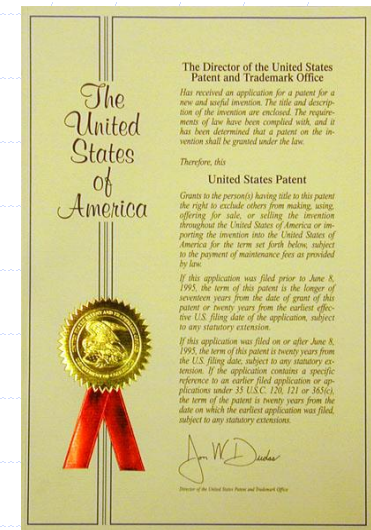 The
United
States
of
America
The Director of the United States
Patent and Trademark Office
Has received an application for a patent for a
new and useful invention. The title and descrip-
tion of the invention are enclosed. The require-
ments of law have been complied with, and it
has been determined that a patent on the in-
vention shall be granted under the law.
Therefore, this
United States Patent
Grants to the person(s) having title to this patent
the right to exclude others from making, using,
offering for sale, or selling the invention
throughout the United States of America or im-
porting the invention into the United States of
America for the term set forth below, subject
to the payment of maintenance fees as provided
by law.
If this application was filed prior to June 8,
1995, the term of this patent is the longer of
seventeen years from the date of grant of this
patent or twenty years from the earliest effec-
tive U.S. filing date of the application, subject
to any statutory extension.
If this application was filed on or after June 8,
1995, the term of this patent is twenty years from
the U.S. filing date, subject to any statutory ex-
tension. If the application contains a specific
reference to an earlier filed application or ap-
plications under 35 U.S.C. 120, 121 or 365(c),
the term of the patent is twenty years from the
date on which the earliest application was filed,
subject to any statutory extensions.
Jon W Dudas
Director of the United States Patent and Trademark Office